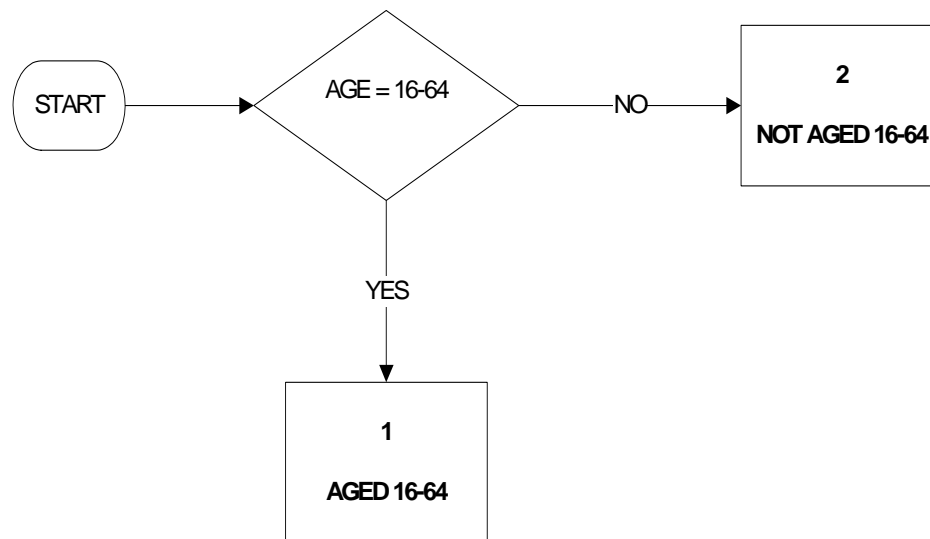 START
AGE = 16-64
NO
2
NOT AGED 16-64
YES
1
AGED 16-64